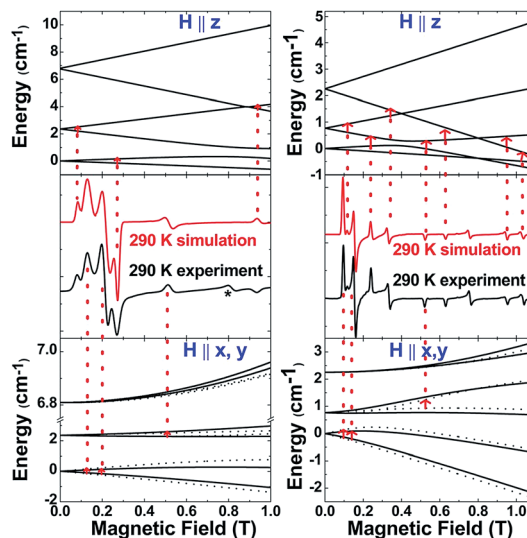 H || z
H || z
Energy (cm⁻¹)
10
8
6
4
2
0
Energy (cm⁻¹)
5
4
3
2
1
0
-1
290 K simulation
290 K experiment
*
290 K simulation
290 K experiment
H || x, y
H || x,y
Energy (cm⁻¹)
7.0
6.8
2
0
-2
Energy (cm⁻¹)
3
2
1
0
-1
-2
0.0 0.2 0.4 0.6 0.8 1.0
0.0 0.2 0.4 0.6 0.8 1.0
Magnetic Field (T)
Magnetic Field (T)